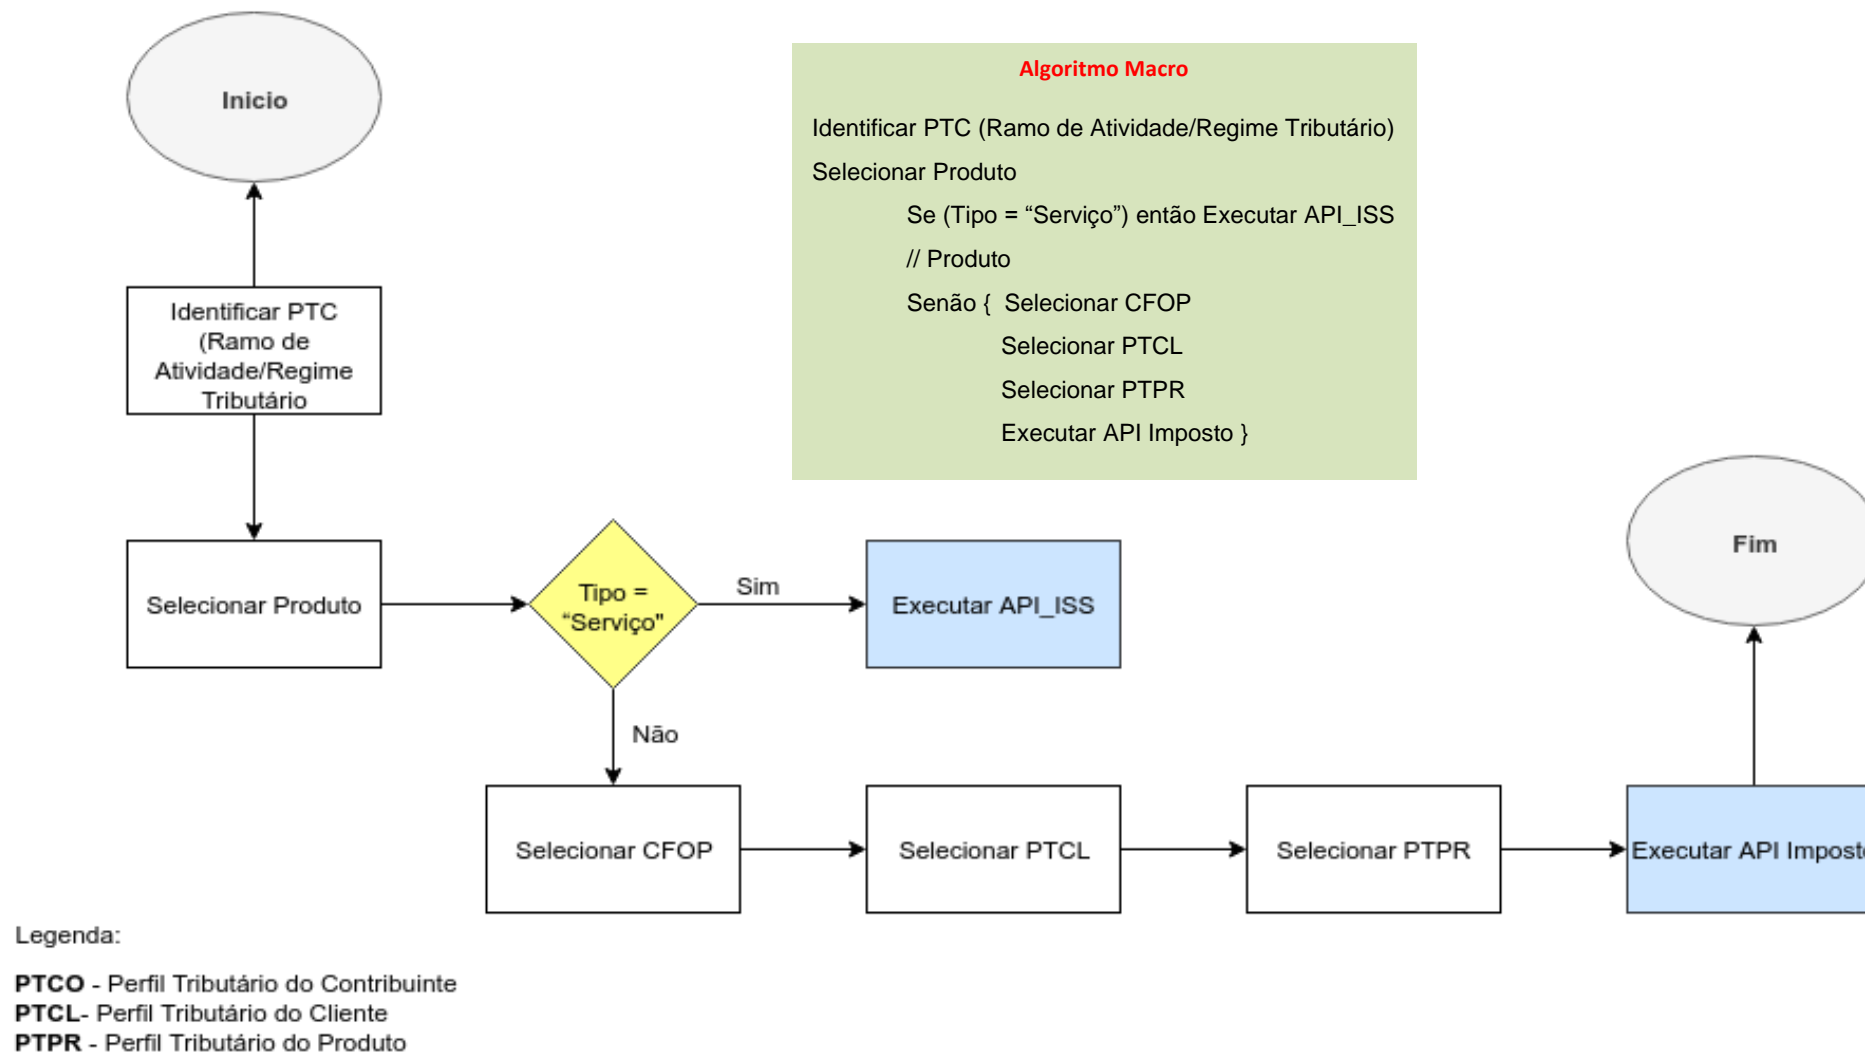 Inicio
Algoritmo Macro
Identificar PTC (Ramo de Atividade/Regime Tributário)
Selecionar Produto
Se (Tipo = “Serviço”) então Executar API_ISS
// Produto
Senão { Selecionar CFOP
Selecionar PTCL
Selecionar PTPR
Executar API Imposto }
Identificar PTC
(Ramo de
Atividade/Regime
Tributário
Selecionar Produto
Tipo =
“Serviço"
Sim
Executar API_ISS
Fim
Não
Selecionar CFOP
Selecionar PTCL
Selecionar PTPR
Executar API Imposto
Legenda:
PTCO - Perfil Tributário do Contribuinte
PTCL- Perfil Tributário do Cliente
PTPR - Perfil Tributário do Produto